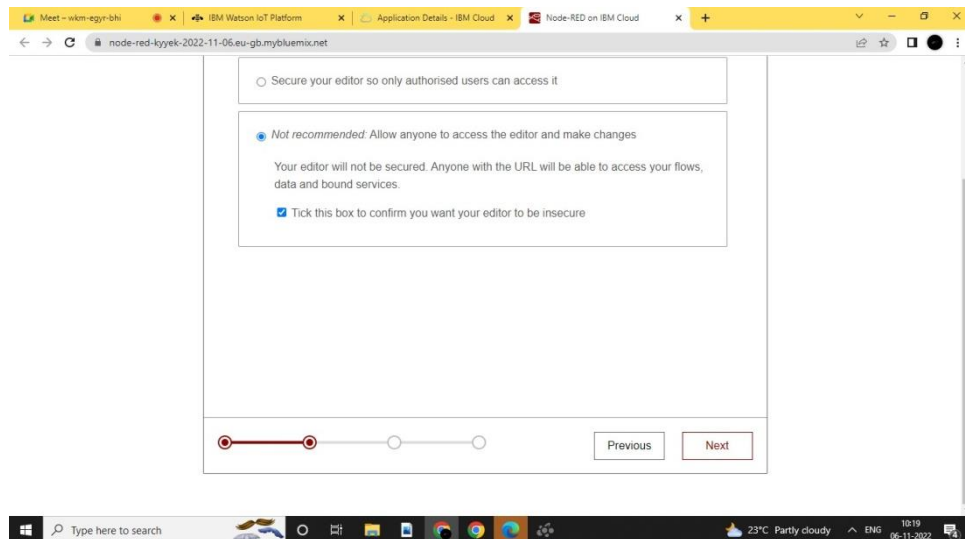 Meet – wkm-egyr-bhi
IBM Watson IoT Platform
Application Details - IBM Cloud
Node-RED on IBM Cloud
node-red-kyyek-2022-11-06.eu-gb.mybluemix.net
Secure your editor so only authorised users can access it
Not recommended: Allow anyone to access the editor and make changes
Your editor will not be secured. Anyone with the URL will be able to access your flows,
data and bound services.
Tick this box to confirm you want your editor to be insecure
Previous
Next
Type here to search
23°C Partly cloudy
ENG
10:19
06-11-2022